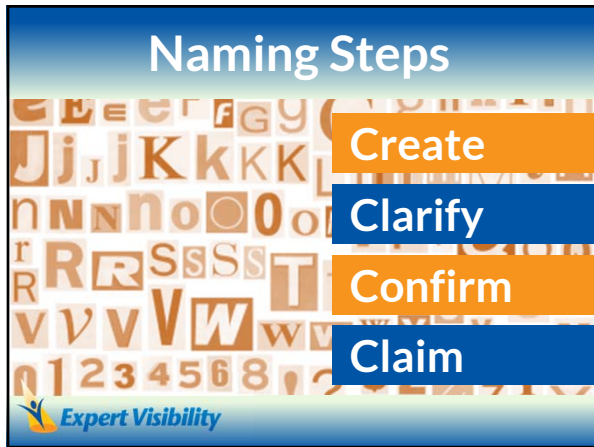 Naming Steps
Create
Clarify
Confirm
Claim
Expert Visibility